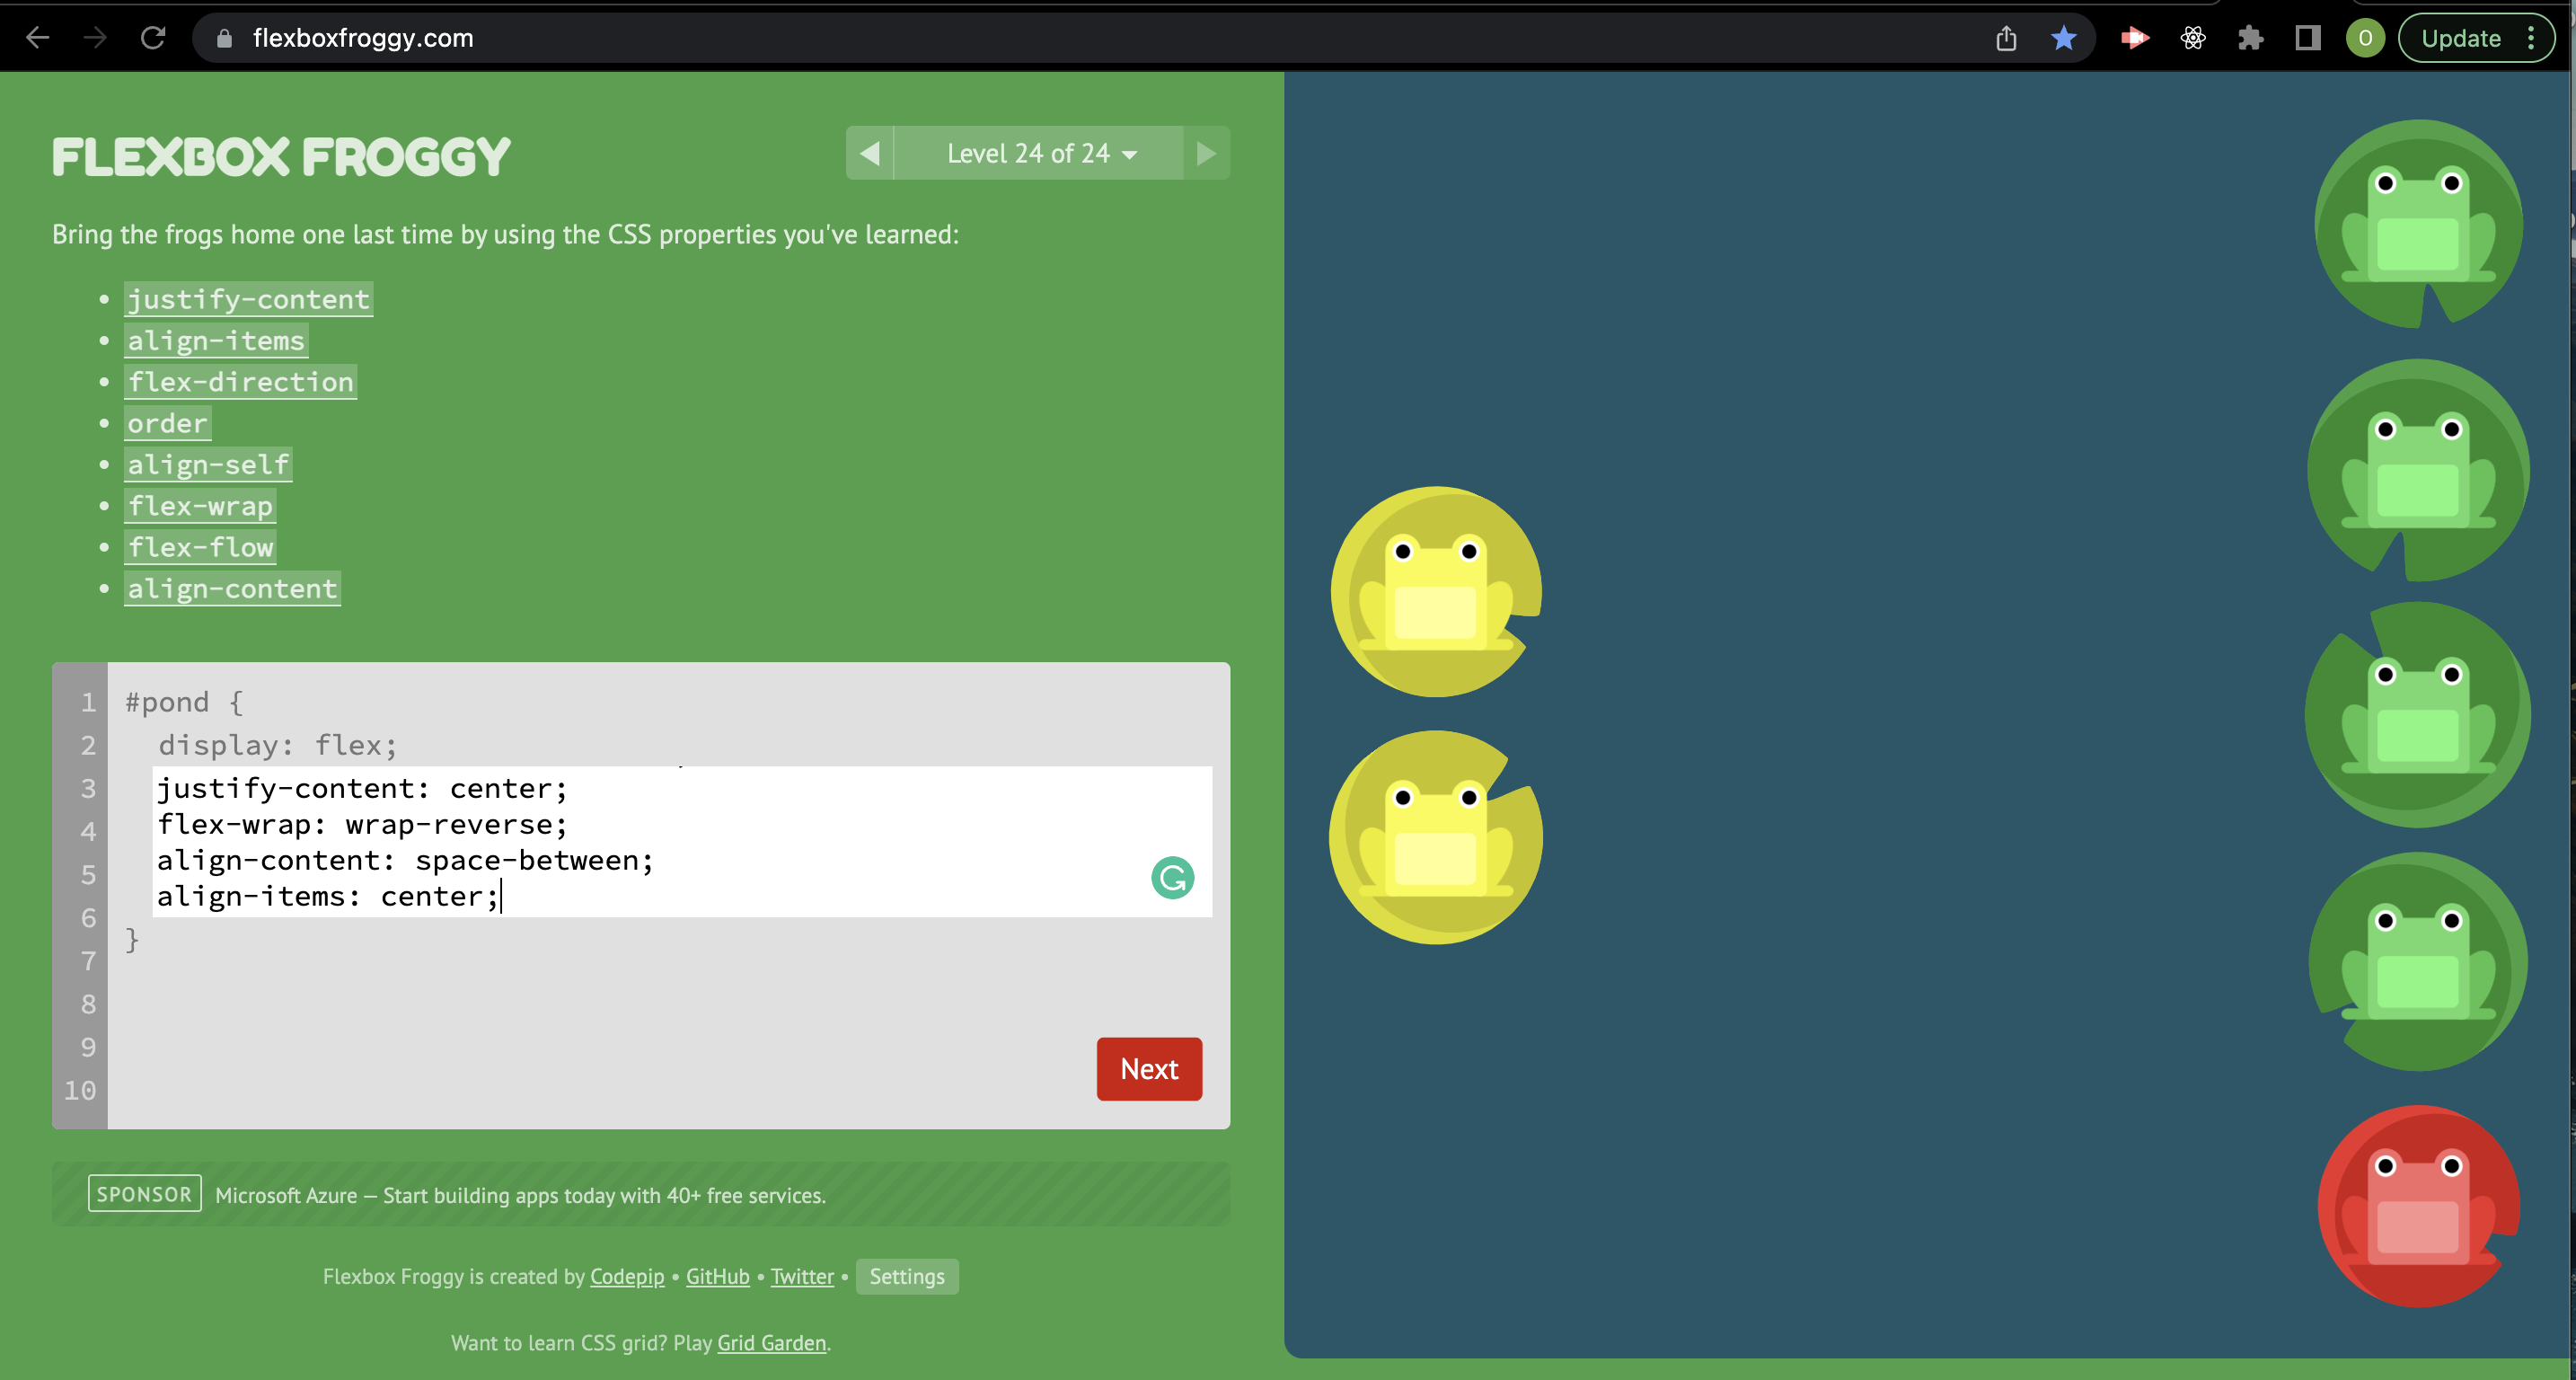 flexboxfroggy.com
O
Update
FLEXBOX FROGGY
Level 24 of 24
Bring the frogs home one last time by using the CSS properties you've learned:
justify-content
align-items
flex-direction
order
align-self
flex-wrap
flex-flow
align-content
1 #pond {
2 display: flex;
3 justify-content: center;
4 flex-wrap: wrap-reverse;
5 align-content: space-between;
6 align-items: center;
}
7
8
9
10
Next
SPONSOR Microsoft Azure — Start building apps today with 40+ free services.
Flexbox Froggy is created by Codepip • GitHub • Twitter • Settings
Want to learn CSS grid? Play Grid Garden.